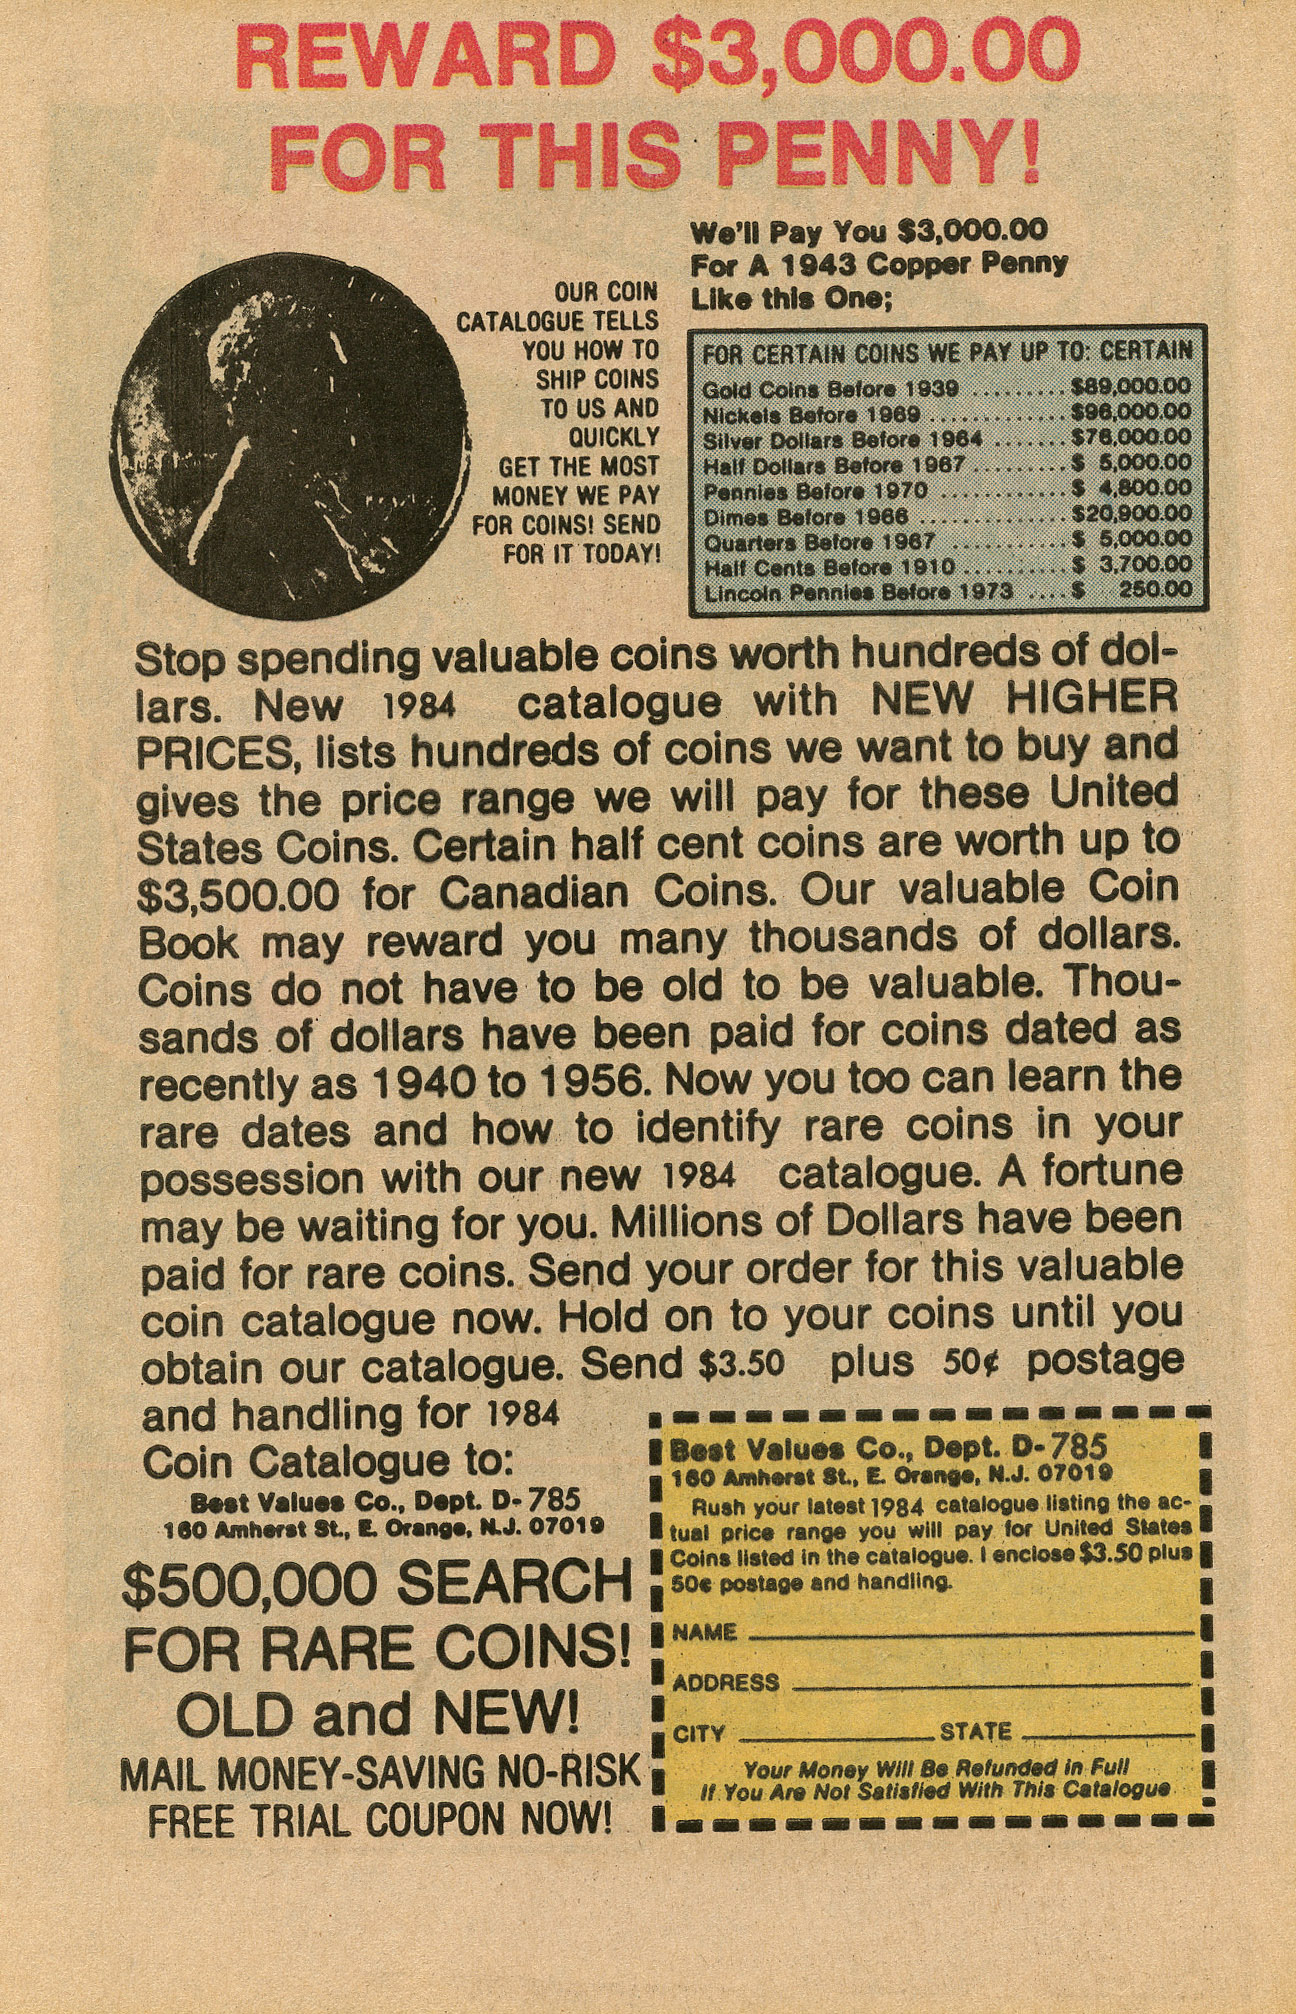 REWARD $3,000.00
FOR THIS PENNY!
OUR COIN
CATALOGUE TELLS
YOU HOW TO
SHIP COINS
TO US AND
QUICKLY
GET THE MOST
MONEY WE PAY
FOR COINS! SEND
FOR IT TODAY!
We'll Pay You $3,000.00
For A 1943 Copper Penny
Like this One;
FOR CERTAIN COINS WE PAY UP TO: CERTAIN
Gold Coins Before 1939 ......... $89,000.00
Nickels Before 1969 ............. $96,000.00
Silver Dollars Before 1964 ....... $76,000.00
Half Dollars Before 1967 ......... $ 5,000.00
Pennies Before 1970 ............ $ 4,800.00
Dimes Before 1966 .............. $20,900.00
Quarters Before 1967 ........... $ 5,000.00
Half Cents Before 1910 .......... $ 3,700.00
Lincoln Pennies Before 1973 .... $ 250.00
Stop spending valuable coins worth hundreds of dol-
lars. New 1984 catalogue with NEW HIGHER
PRICES, lists hundreds of coins we want to buy and
gives the price range we will pay for these United
States Coins. Certain half cent coins are worth up to
$3,500.00 for Canadian Coins. Our valuable Coin
Book may reward you many thousands of dollars.
Coins do not have to be old to be valuable. Thou-
sands of dollars have been paid for coins dated as
recently as 1940 to 1956. Now you too can learn the
rare dates and how to identify rare coins in your
possession with our new 1984 catalogue. A fortune
may be waiting for you. Millions of Dollars have been
paid for rare coins. Send your order for this valuable
coin catalogue now. Hold on to your coins until you
obtain our catalogue. Send $3.50 plus 50¢ postage
and handling for 1984
Coin Catalogue to:
Best Values Co., Dept. D-785
160 Amherst St., E. Orange, N.J. 07019
$500,000 SEARCH
FOR RARE COINS!
OLD and NEW!
MAIL MONEY-SAVING NO-RISK
FREE TRIAL COUPON NOW!
Best Values Co., Dept. D-785
160 Amherst St., E. Orange, N.J. 07019
Rush your latest 1984 catalogue listing the ac-
tual price range you will pay for United States
Coins listed in the catalogue. I enclose $3.50 plus
50¢ postage and handling.
NAME
ADDRESS
CITY STATE
Your Money Will Be Refunded in Full
If You Are Not Satisfied With This Catalogue